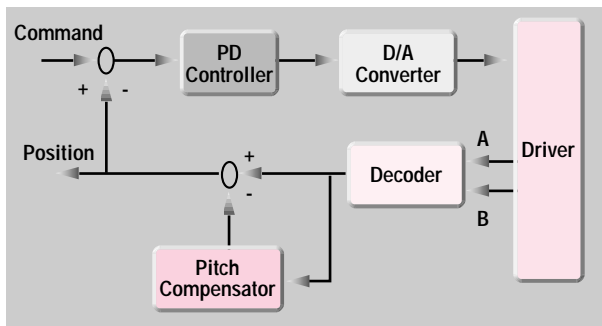 Command
PD
Controller
D/A
Converter
+ -
Driver
A
Position
+
Decoder
-
B
Pitch
Compensator